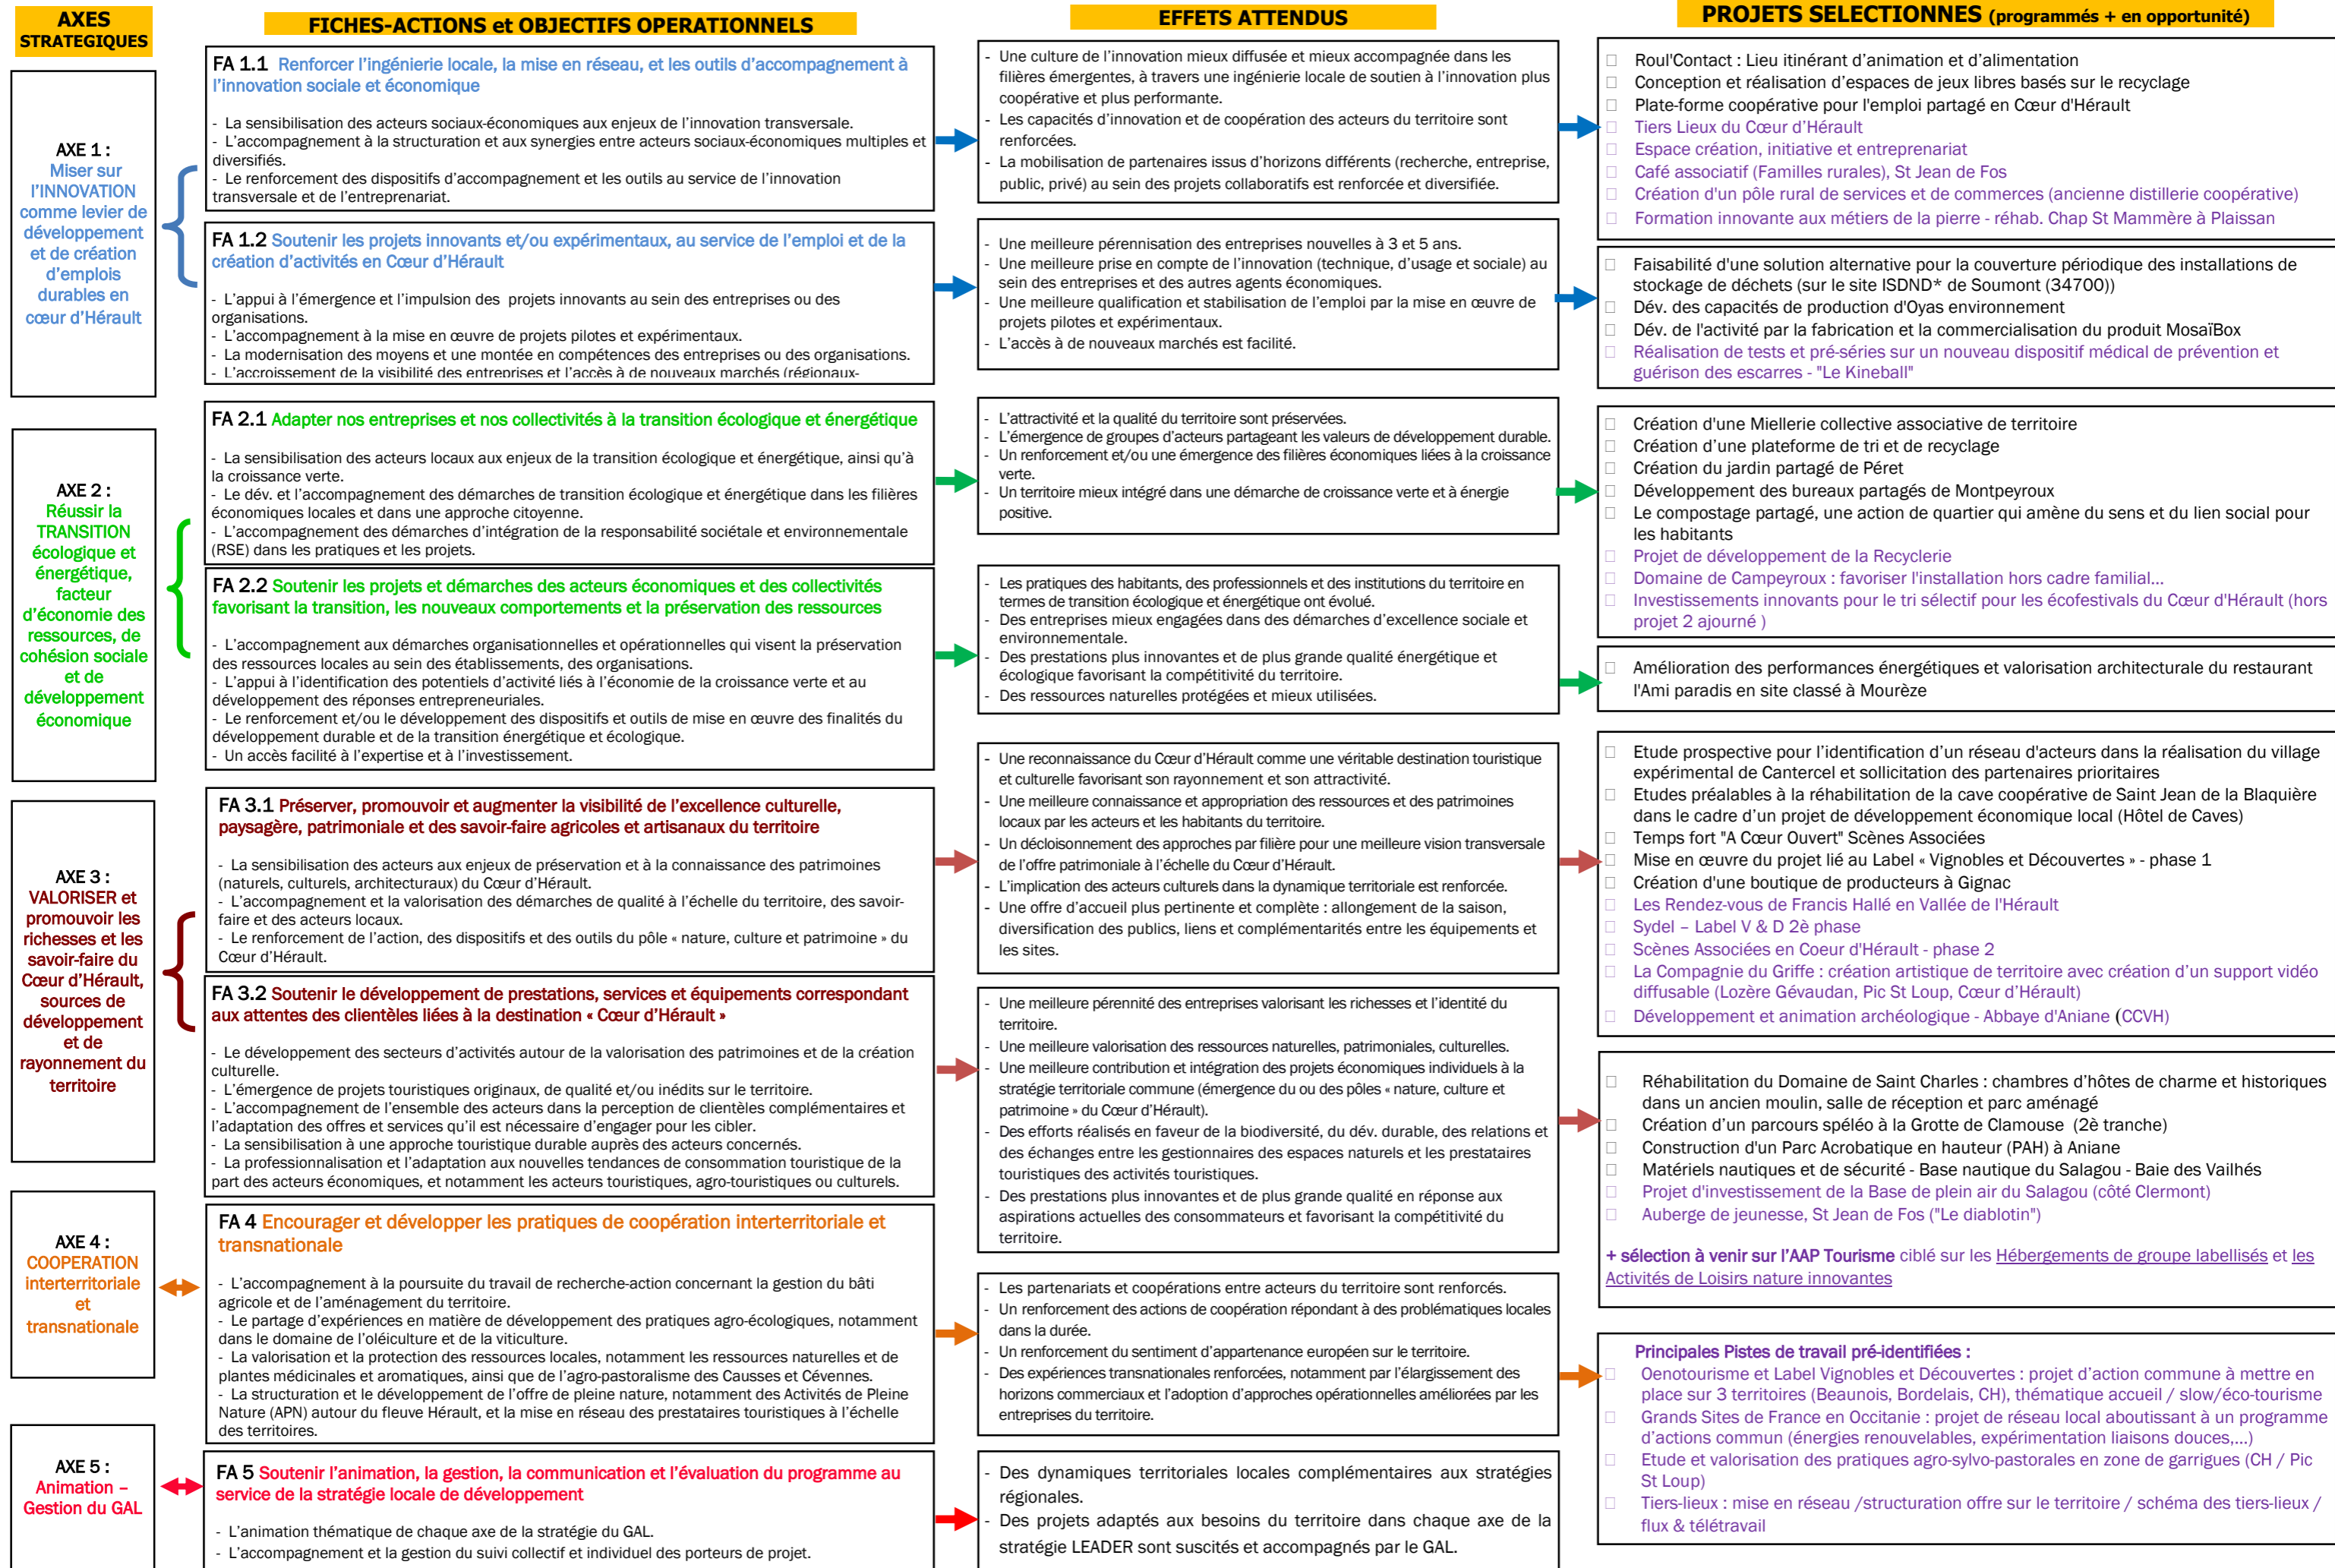 AXES
STRATEGIQUES
FICHES-ACTIONS et OBJECTIFS OPERATIONNELS
EFFETS ATTENDUS
PROJETS SELECTIONNES (programmés + en opportunité)
AXE 1 :
Miser sur
l'INNOVATION
comme levier de
développement
et de création
d'emplois
durables en
cœur d'Hérault
FA 1.1 Renforcer l'ingénierie locale, la mise en réseau, et les outils d'accompagnement à
l'innovation sociale et économique
- La sensibilisation des acteurs sociaux-économiques aux enjeux de l'innovation transversale.
- L'accompagnement à la structuration et aux synergies entre acteurs sociaux-économiques multiples et
diversifiés.
- Le renforcement des dispositifs d'accompagnement et les outils au service de l'innovation
transversale et de l'entreprenariat.
- Une culture de l'innovation mieux diffusée et mieux accompagnée dans les
filières émergentes, à travers une ingénierie locale de soutien à l'innovation plus
coopérative et plus performante.
- Les capacités d'innovation et de coopération des acteurs du territoire sont
renforcées.
- La mobilisation de partenaires issus d'horizons différents (recherche, entreprise,
public, privé) au sein des projets collaboratifs est renforcée et diversifiée.
Roul'Contact : Lieu itinérant d'animation et d'alimentation
Conception et réalisation d'espaces de jeux libres basés sur le recyclage
Plate-forme coopérative pour l'emploi partagé en Cœur d'Hérault
Tiers Lieux du Cœur d'Hérault
Espace création, initiative et entreprenariat
Café associatif (Familles rurales), St Jean de Fos
Création d'un pôle rural de services et de commerces (ancienne distillerie coopérative)
Formation innovante aux métiers de la pierre - réhab. Chap St Mammère à Plaissan
FA 1.2 Soutenir les projets innovants et/ou expérimentaux, au service de l'emploi et de la
création d'activités en Cœur d'Hérault
- L'appui à l'émergence et l'impulsion des projets innovants au sein des entreprises ou des
organisations.
- L'accompagnement à la mise en œuvre de projets pilotes et expérimentaux.
- La modernisation des moyens et une montée en compétences des entreprises ou des organisations.
- L'accroissement de la visibilité des entreprises et l'accès à de nouveaux marchés (régionaux-
- Une meilleure pérennisation des entreprises nouvelles à 3 et 5 ans.
- Une meilleure prise en compte de l'innovation (technique, d'usage et sociale) au
sein des entreprises et des autres agents économiques.
- Une meilleure qualification et stabilisation de l'emploi par la mise en œuvre de
projets pilotes et expérimentaux.
- L'accès à de nouveaux marchés est facilité.
Faisabilité d'une solution alternative pour la couverture périodique des installations de
stockage de déchets (sur le site ISDND* de Soumont (34700))
Dév. des capacités de production d'Oyas environnement
Dév. de l'activité par la fabrication et la commercialisation du produit MosaïBox
Réalisation de tests et pré-séries sur un nouveau dispositif médical de prévention et
guérison des escarres - "Le Kineball"
AXE 2 :
Réussir la
TRANSITION
écologique et
énergétique,
facteur
d'économie des
ressources, de
cohésion sociale
et de
développement
économique
FA 2.1 Adapter nos entreprises et nos collectivités à la transition écologique et énergétique
- La sensibilisation des acteurs locaux aux enjeux de la transition écologique et énergétique, ainsi qu'à
la croissance verte.
- Le dév. et l'accompagnement des démarches de transition écologique et énergétique dans les filières
économiques locales et dans une approche citoyenne.
- L'accompagnement des démarches d'intégration de la responsabilité sociétale et environnementale
(RSE) dans les pratiques et les projets.
- L'attractivité et la qualité du territoire sont préservées.
- L'émergence de groupes d'acteurs partageant les valeurs de développement durable.
- Un renforcement et/ou une émergence des filières économiques liées à la croissance
verte.
- Un territoire mieux intégré dans une démarche de croissance verte et à énergie
positive.
Création d'une Miellerie collective associative de territoire
Création d'une plateforme de tri et de recyclage
Création du jardin partagé de Péret
Développement des bureaux partagés de Montpeyroux
Le compostage partagé, une action de quartier qui amène du sens et du lien social pour
les habitants
Projet de développement de la Recyclerie
Domaine de Campeyroux : favoriser l'installation hors cadre familial...
Investissements innovants pour le tri sélectif pour les écofestivals du Cœur d'Hérault (hors
projet 2 ajourné )
FA 2.2 Soutenir les projets et démarches des acteurs économiques et des collectivités
favorisant la transition, les nouveaux comportements et la préservation des ressources
- L'accompagnement aux démarches organisationnelles et opérationnelles qui visent la préservation
des ressources locales au sein des établissements, des organisations.
- L'appui à l'identification des potentiels d'activité liés à l'économie de la croissance verte et au
développement des réponses entrepreneuriales.
- Le renforcement et/ou le développement des dispositifs et outils de mise en œuvre des finalités du
développement durable et de la transition énergétique et écologique.
- Un accès facilité à l'expertise et à l'investissement.
- Les pratiques des habitants, des professionnels et des institutions du territoire en
termes de transition écologique et énergétique ont évolué.
- Des entreprises mieux engagées dans des démarches d'excellence sociale et
environnementale.
- Des prestations plus innovantes et de plus grande qualité énergétique et
écologique favorisant la compétitivité du territoire.
- Des ressources naturelles protégées et mieux utilisées.
Amélioration des performances énergétiques et valorisation architecturale du restaurant
l'Ami paradis en site classé à Mourèze
AXE 3 :
VALORISER et
promouvoir les
richesses et les
savoir-faire du
Cœur d'Hérault,
sources de
développement
et de
rayonnement du
territoire
FA 3.1 Préserver, promouvoir et augmenter la visibilité de l'excellence culturelle,
paysagère, patrimoniale et des savoir-faire agricoles et artisanaux du territoire
- La sensibilisation des acteurs aux enjeux de préservation et à la connaissance des patrimoines
(naturels, culturels, architecturaux) du Cœur d'Hérault.
- L'accompagnement et la valorisation des démarches de qualité à l'échelle du territoire, des savoir-
faire et des acteurs locaux.
- Le renforcement de l'action, des dispositifs et des outils du pôle « nature, culture et patrimoine » du
Cœur d'Hérault.
- Une reconnaissance du Cœur d'Hérault comme une véritable destination touristique
et culturelle favorisant son rayonnement et son attractivité.
- Une meilleure connaissance et appropriation des ressources et des patrimoines
locaux par les acteurs et les habitants du territoire.
- Un décloisonnement des approches par filière pour une meilleure vision transversale
de l'offre patrimoniale à l'échelle du Cœur d'Hérault.
- L'implication des acteurs culturels dans la dynamique territoriale est renforcée.
- Une offre d'accueil plus pertinente et complète : allongement de la saison,
diversification des publics, liens et complémentarités entre les équipements et
les sites.
Etude prospective pour l'identification d'un réseau d'acteurs dans la réalisation du village
expérimental de Cantercel et sollicitation des partenaires prioritaires
Etudes préalables à la réhabilitation de la cave coopérative de Saint Jean de la Blaquière
dans le cadre d'un projet de développement économique local (Hôtel de Caves)
Temps fort "A Cœur Ouvert" Scènes Associées
Mise en œuvre du projet lié au Label « Vignobles et Découvertes » - phase 1
Création d'une boutique de producteurs à Gignac
Les Rendez-vous de Francis Hallé en Vallée de l'Hérault
Sydel – Label V & D 2è phase
Scènes Associées en Coeur d'Hérault - phase 2
La Compagnie du Griffe : création artistique de territoire avec création d'un support vidéo
diffusable (Lozère Gévaudan, Pic St Loup, Cœur d'Hérault)
Développement et animation archéologique - Abbaye d'Aniane (CCVH)
FA 3.2 Soutenir le développement de prestations, services et équipements correspondant
aux attentes des clientèles liées à la destination « Cœur d'Hérault »
- Le développement des secteurs d'activités autour de la valorisation des patrimoines et de la création
culturelle.
- L'émergence de projets touristiques originaux, de qualité et/ou inédits sur le territoire.
- L'accompagnement de l'ensemble des acteurs dans la perception de clientèles complémentaires et
l'adaptation des offres et services qu'il est nécessaire d'engager pour les cibler.
- La sensibilisation à une approche touristique durable auprès des acteurs concernés.
- La professionnalisation et l'adaptation aux nouvelles tendances de consommation touristique de la
part des acteurs économiques, et notamment les acteurs touristiques, agro-touristiques ou culturels.
- Une meilleure pérennité des entreprises valorisant les richesses et l'identité du
territoire.
- Une meilleure valorisation des ressources naturelles, patrimoniales, culturelles.
- Une meilleure contribution et intégration des projets économiques individuels à la
stratégie territoriale commune (émergence du ou des pôles « nature, culture et
patrimoine » du Cœur d'Hérault).
- Des efforts réalisés en faveur de la biodiversité, du dév. durable, des relations et
des échanges entre les gestionnaires des espaces naturels et les prestataires
touristiques des activités touristiques.
- Des prestations plus innovantes et de plus grande qualité en réponse aux
aspirations actuelles des consommateurs et favorisant la compétitivité du
territoire.
Réhabilitation du Domaine de Saint Charles : chambres d'hôtes de charme et historiques
dans un ancien moulin, salle de réception et parc aménagé
Création d'un parcours spéléo à la Grotte de Clamouse (2è tranche)
Construction d'un Parc Acrobatique en hauteur (PAH) à Aniane
Matériels nautiques et de sécurité - Base nautique du Salagou - Baie des Vailhés
Projet d'investissement de la Base de plein air du Salagou (côté Clermont)
Auberge de jeunesse, St Jean de Fos ("Le diablotin")
+ sélection à venir sur l'AAP Tourisme ciblé sur les Hébergements de groupe labellisés et les
Activités de Loisirs nature innovantes
AXE 4 :
COOPERATION
interterritoriale
et
transnationale
FA 4 Encourager et développer les pratiques de coopération interterritoriale et
transnationale
- L'accompagnement à la poursuite du travail de recherche-action concernant la gestion du bâti
agricole et de l'aménagement du territoire.
- Le partage d'expériences en matière de développement des pratiques agro-écologiques, notamment
dans le domaine de l'oléiculture et de la viticulture.
- La valorisation et la protection des ressources locales, notamment les ressources naturelles et de
plantes médicinales et aromatiques, ainsi que de l'agro-pastoralisme des Causses et Cévennes.
- La structuration et le développement de l'offre de pleine nature, notamment des Activités de Pleine
Nature (APN) autour du fleuve Hérault, et la mise en réseau des prestataires touristiques à l'échelle
des territoires.
- Les partenariats et coopérations entre acteurs du territoire sont renforcés.
- Un renforcement des actions de coopération répondant à des problématiques locales
dans la durée.
- Un renforcement du sentiment d'appartenance européen sur le territoire.
- Des expériences transnationales renforcées, notamment par l'élargissement des
horizons commerciaux et l'adoption d'approches opérationnelles améliorées par les
entreprises du territoire.
Principales Pistes de travail pré-identifiées :
Oenotourisme et Label Vignobles et Découvertes : projet d'action commune à mettre en
place sur 3 territoires (Beaunois, Bordelais, CH), thématique accueil / slow/éco-tourisme
Grands Sites de France en Occitanie : projet de réseau local aboutissant à un programme
d'actions commun (énergies renouvelables, expérimentation liaisons douces,...)
Etude et valorisation des pratiques agro-sylvo-pastorales en zone de garrigues (CH / Pic
St Loup)
Tiers-lieux : mise en réseau /structuration offre sur le territoire / schéma des tiers-lieux /
flux & télétravail
AXE 5 :
Animation –
Gestion du GAL
FA 5 Soutenir l'animation, la gestion, la communication et l'évaluation du programme au
service de la stratégie locale de développement
- L'animation thématique de chaque axe de la stratégie du GAL.
- L'accompagnement et la gestion du suivi collectif et individuel des porteurs de projet.
- Des dynamiques territoriales locales complémentaires aux stratégies
régionales.
- Des projets adaptés aux besoins du territoire dans chaque axe de la
stratégie LEADER sont suscités et accompagnés par le GAL.